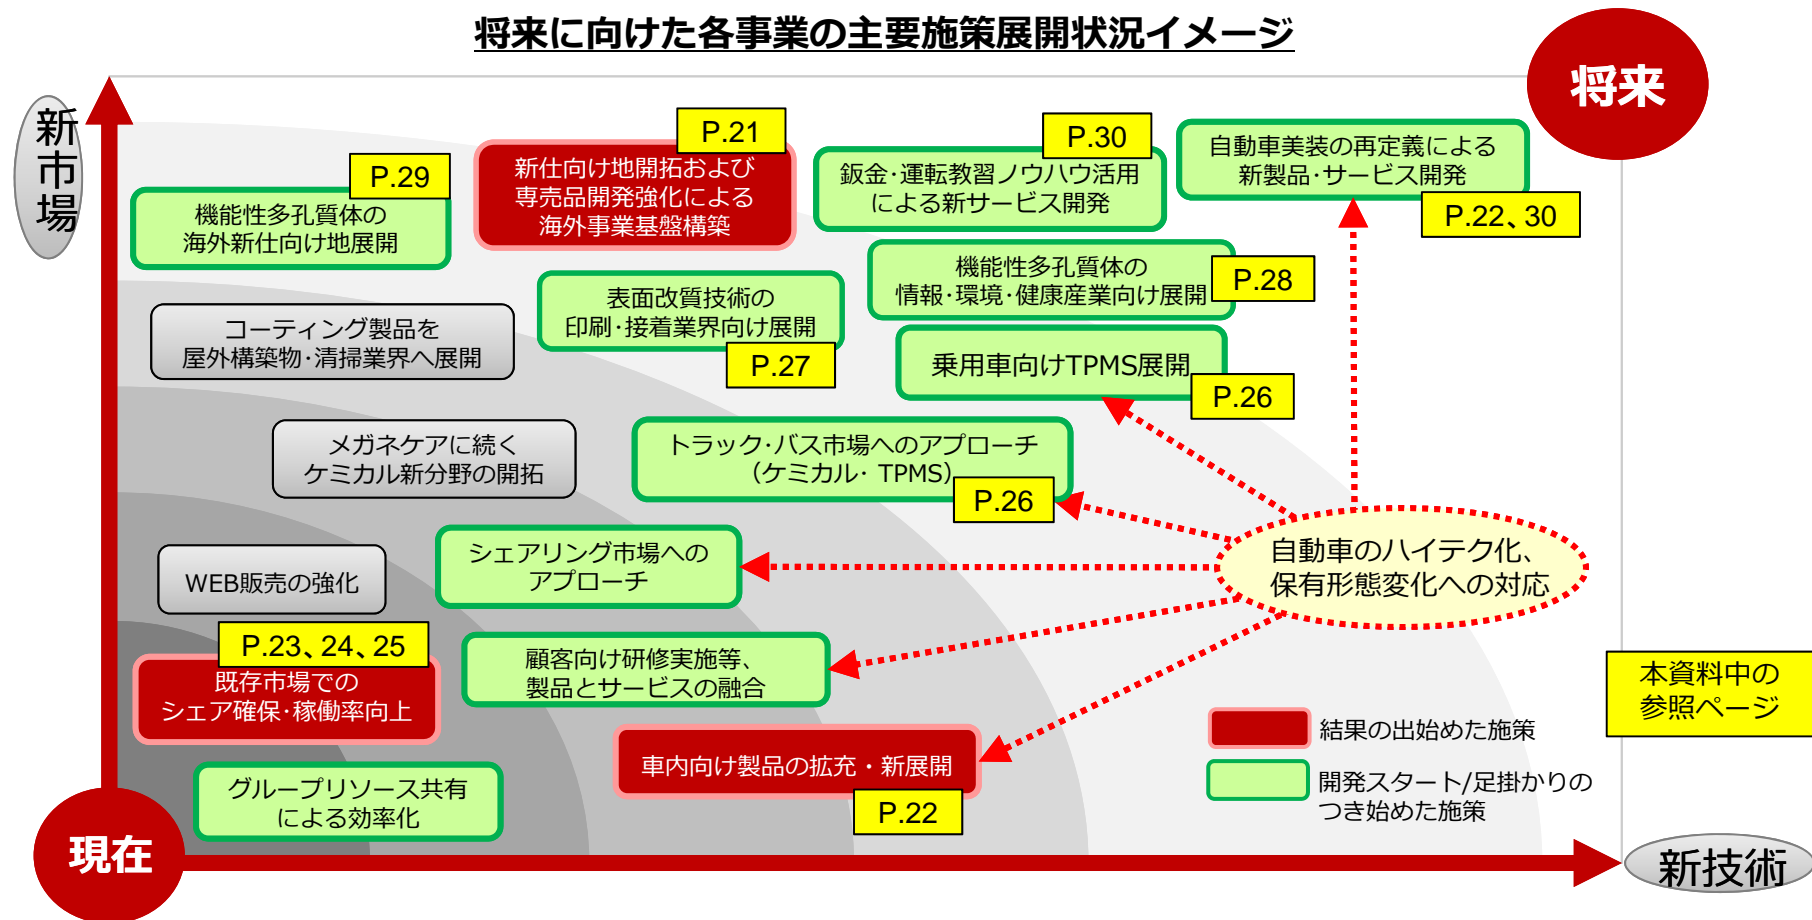 将来に向けた各事業の主要施策展開状況イメージ
将来
新市場
P.21
新仕向け地開拓および
専売品開発強化による
海外事業基盤構築
P.30
鈑金･運転教習ノウハウ活用
による新サービス開発
自動車美装の再定義による
新製品･サービス開発
P.22、30
P.29
機能性多孔質体の
海外新仕向け地展開
機能性多孔質体の
情報･環境･健康産業向け展開
P.28
表面改質技術の
印刷･接着業界向け展開
P.27
コーティング製品を
屋外構築物･清掃業界へ展開
乗用車向けTPMS展開
P.26
メガネケアに続く
ケミカル新分野の開拓
トラック･バス市場へのアプローチ
（ケミカル･ TPMS）
P.26
シェアリング市場への
アプローチ
自動車のハイテク化、
保有形態変化への対応
WEB販売の強化
P.23、24、25
既存市場での
シェア確保･稼働率向上
顧客向け研修実施等、
製品とサービスの融合
車内向け製品の拡充・新展開
P.22
グループリソース共有
による効率化
結果の出始めた施策
開発スタート/足掛かりの
つき始めた施策
本資料中の
参照ページ
現在
新技術